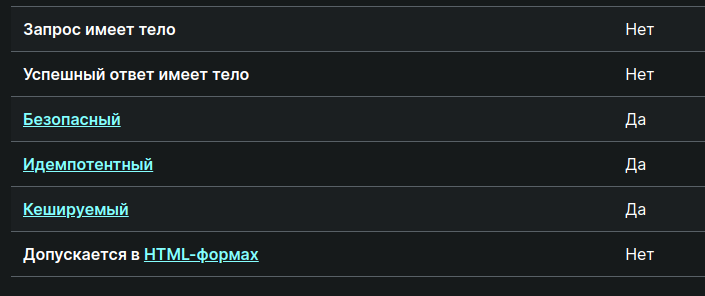 Запрос имеет тело Нет
Успешный ответ имеет тело Нет
Безопасный Да
Идемпотентный Да
Кешируемый Да
Допускается в HTML-формах Нет